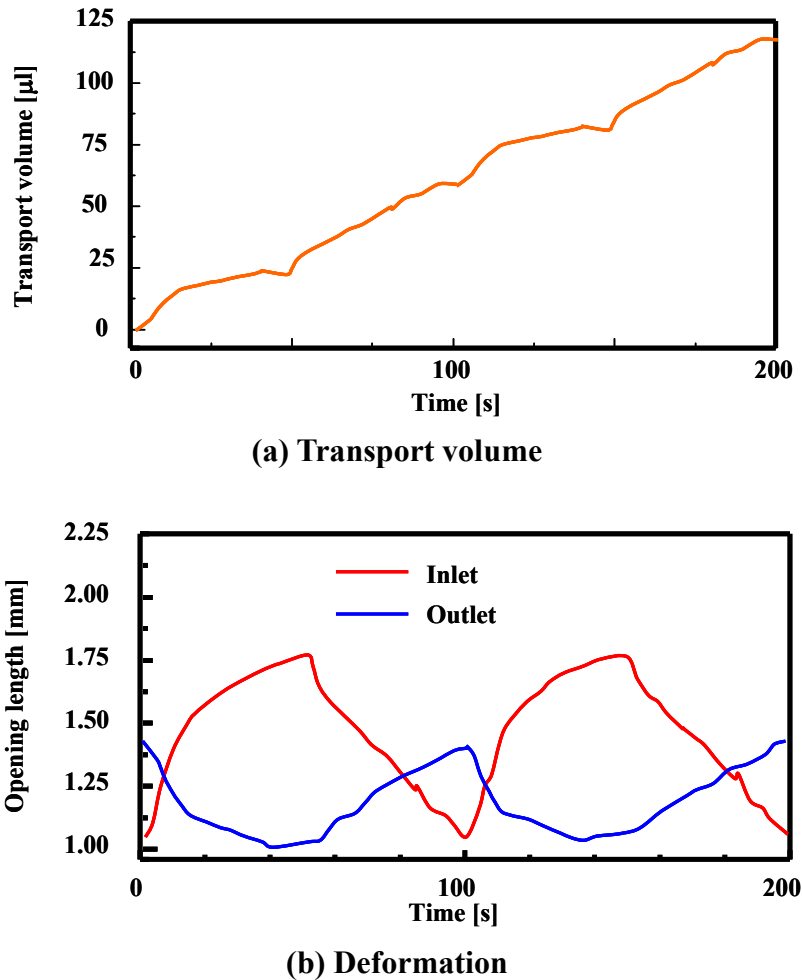 125
100
75
50
25
0
Transport volume [µl]
0
100
200
Time [s]
(a) Transport volume
2.25
2.00
1.75
1.50
1.25
1.00
Opening length [mm]
Inlet
Outlet
0
100
200
Time [s]
(b) Deformation